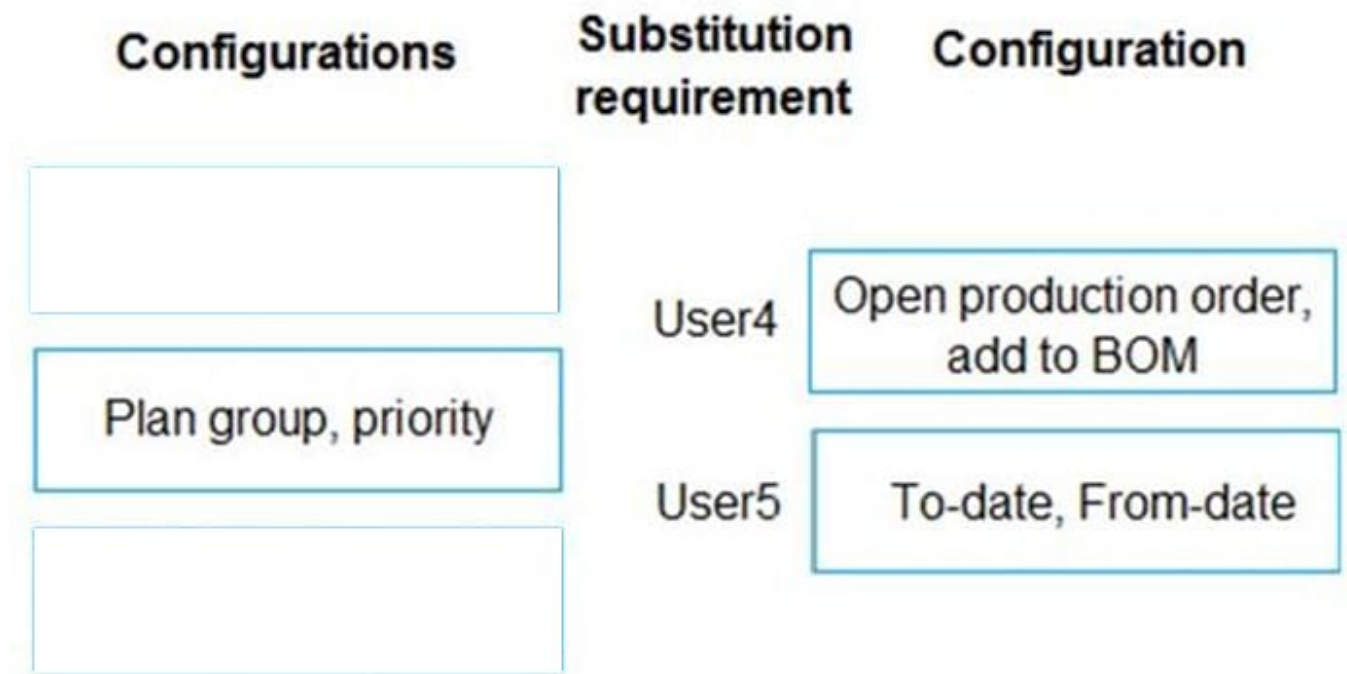 Configurations
Substitution
requirement
Configuration
Plan group, priority
User4
Open production order,
add to BOM
User5
To-date, From-date